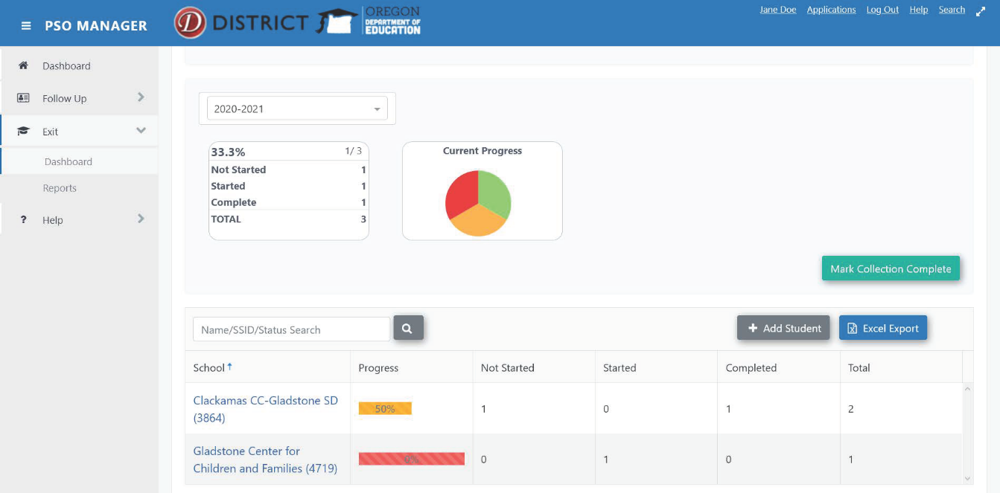 PSO MANAGER
DISTRICT
OREGON
DEPARTMENT OF
EDUCATION
Jane Doe Applications Log Out Help Search
Dashboard
Follow Up
Exit
Dashboard
Reports
? Help
2020-2021
33.3% 1/ 3
Not Started 1
Started 1
Complete 1
TOTAL 3
Current Progress
Mark Collection Complete
Name/SSID/Status Search
+ Add Student
Excel Export
School ↑ Progress Not Started Started Completed Total
Clackamas CC-Gladstone SD
(3864)
50% 1 0 1 2
Gladstone Center for
Children and Families (4719)
0% 0 1 0 1